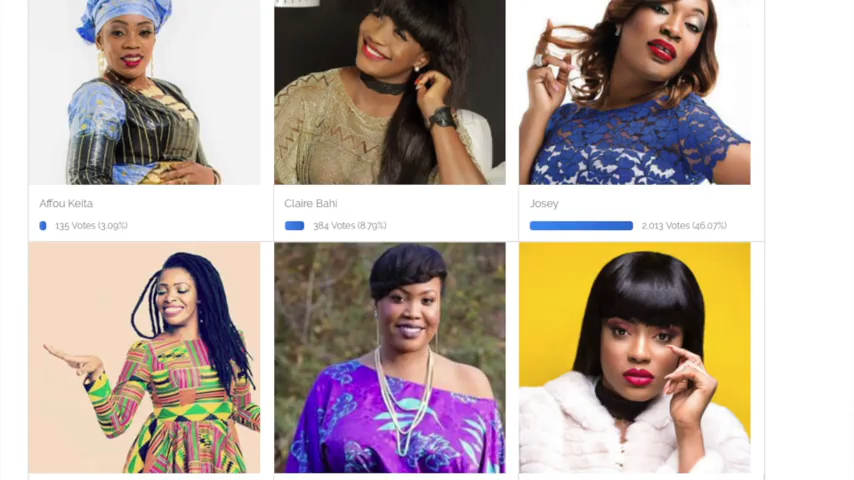 Affou Keita
Claire Bahi
Josey
135 Votes (3.09%)
384 Votes (8.79%)
2,013 Votes (46.07%)